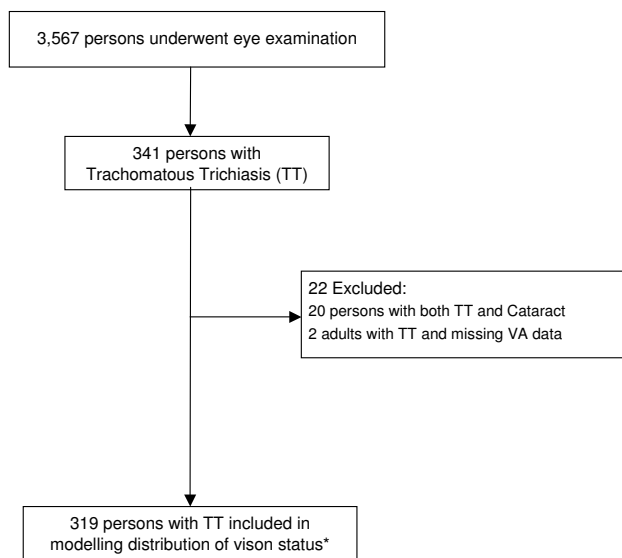 3,567 persons underwent eye examination
341 persons with
Trachomatous Trichiasis (TT)
22 Excluded:
20 persons with both TT and Cataract
2 adults with TT and missing VA data
319 persons with TT included in
modelling distribution of vison status*